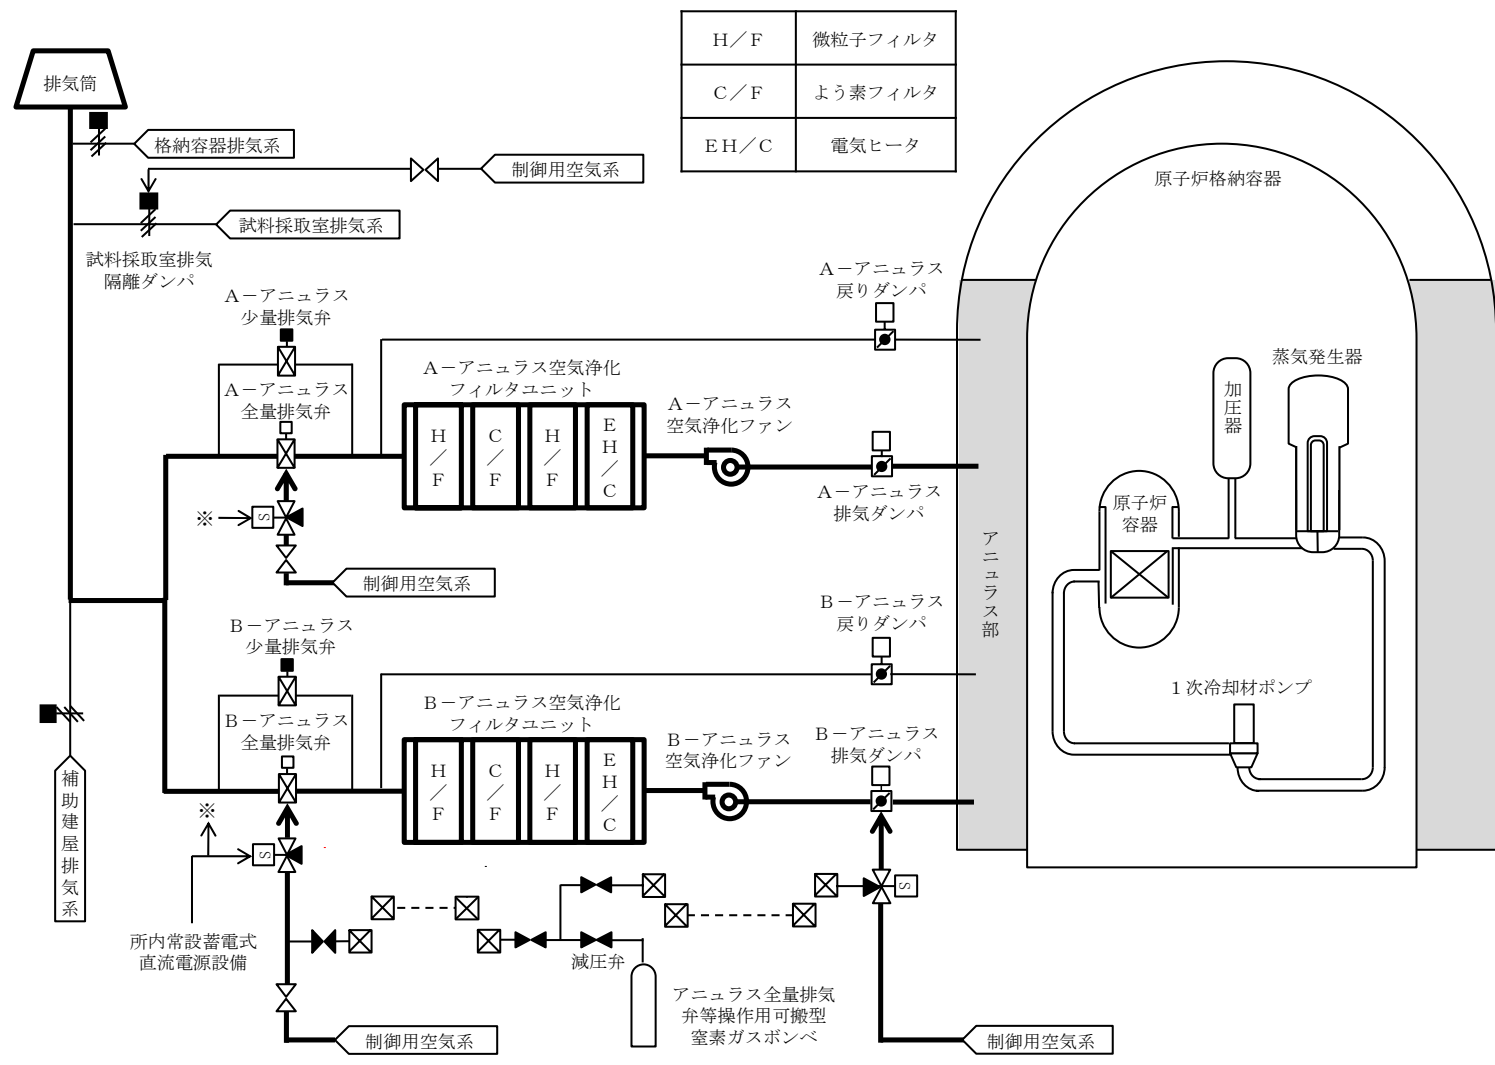 H／F
微粒子フィルタ
C／F
よう素フィルタ
EH／C
電気ヒータ
排気筒
格納容器排気系
制御用空気系
試料採取室排気系
試料採取室排気
隔離ダンパ
原子炉格納容器
A－アニュラス
戻りダンパ
A－アニュラス
少量排気弁
A－アニュラス
全量排気弁
A－アニュラス空気浄化
フィルタユニット
H／F
C／F
H／F
EH／C
A－アニュラス
空気浄化ファン
A－アニュラス
排気ダンパ
蒸気発生器
加圧器
原子炉
容器
アニュラス部
1次冷却材ポンプ
※
S
制御用空気系
B－アニュラス
戻りダンパ
B－アニュラス
少量排気弁
B－アニュラス
全量排気弁
B－アニュラス空気浄化
フィルタユニット
H／F
C／F
H／F
EH／C
B－アニュラス
空気浄化ファン
B－アニュラス
排気ダンパ
補助建屋排気系
※
S
S
所内常設蓄電式
直流電源設備
減圧弁
アニュラス全量排気
弁等操作用可搬型
窒素ガスボンベ
制御用空気系
制御用空気系